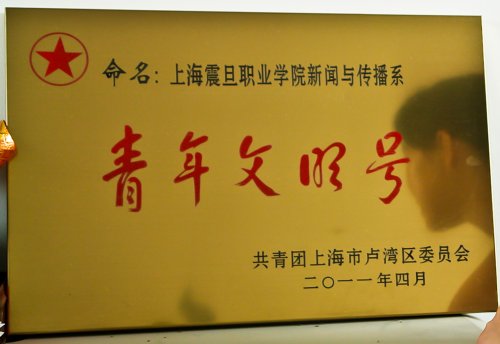 命名：上海震旦职业学院新闻与传播系
青年文明号
共青团上海市卢湾区委员会
二〇一一年四月